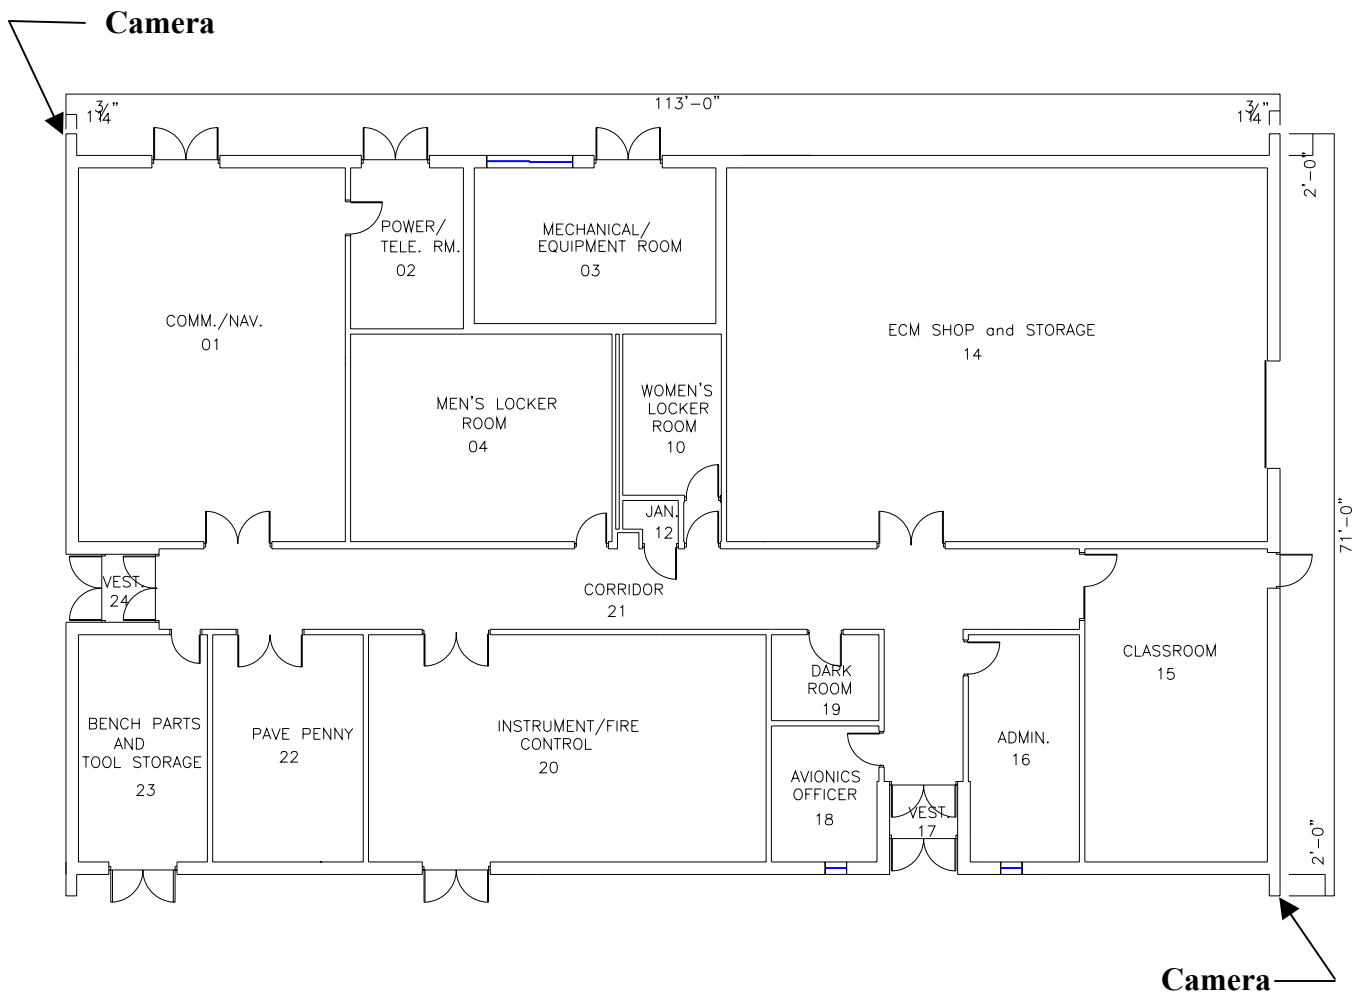 Camera
1 3/4"
113'-0"
1 3/4"
2'-0"
POWER/
TELE. RM.
02
MECHANICAL/
EQUIPMENT ROOM
03
COMM./NAV.
01
ECM SHOP and STORAGE
14
MEN'S LOCKER
ROOM
04
WOMEN'S
LOCKER
ROOM
10
JAN.
12
71'-0"
VEST.
24
CORRIDOR
21
CLASSROOM
15
DARK
ROOM
19
BENCH PARTS
AND
TOOL STORAGE
23
PAVE PENNY
22
INSTRUMENT/FIRE
CONTROL
20
ADMIN.
16
AVIONICS
OFFICER
18
VEST.
17
2'-0"
Camera